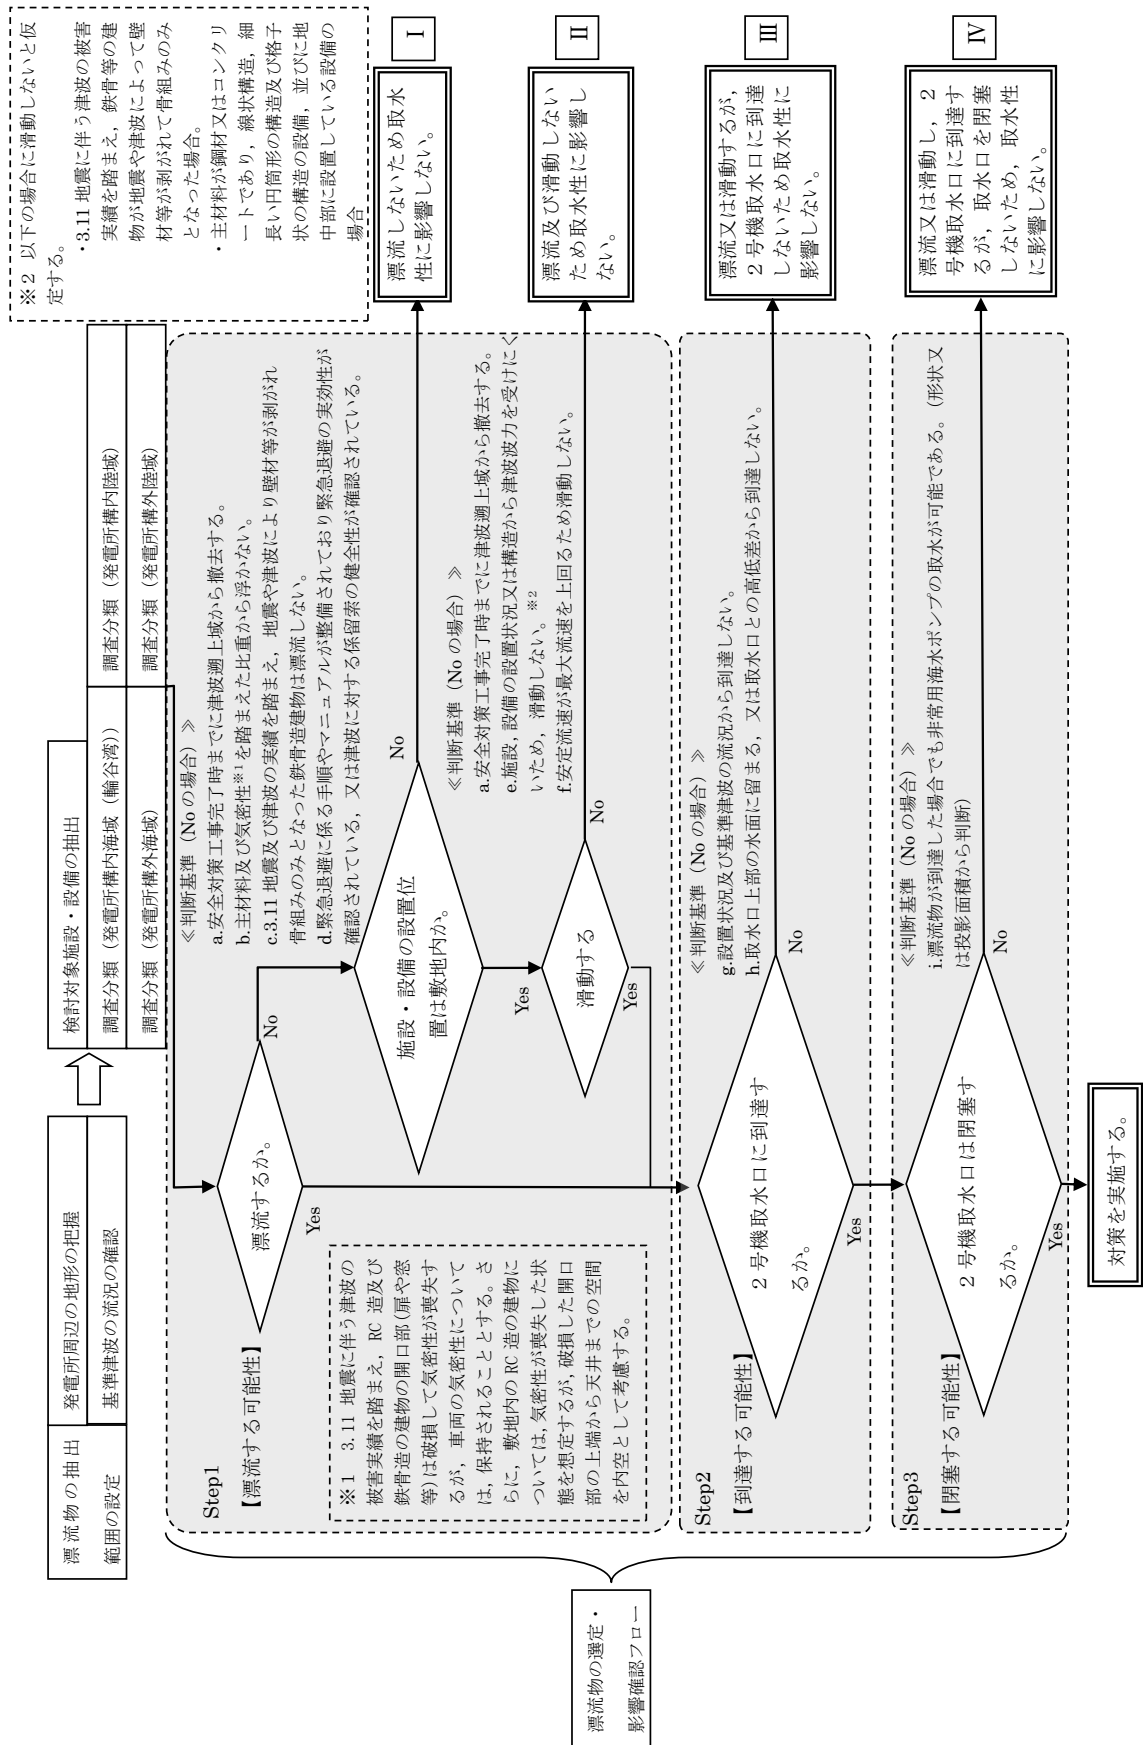 漂流物の抽出
範囲の設定
発電所周辺の地形の把握
基準津波の流況の確認
検討対象施設・設備の抽出
調査分類（発電所構内海域（輪谷湾））
調査分類（発電所構内陸域）
調査分類（発電所構外海域）
調査分類（発電所構外陸域）
※２　以下の場合に滑動しないと仮
定する。
・3.11 地震に伴う津波の被害
実績を踏まえ，鉄骨等の建
物が地震や津波によって壁
材等が剥がれて骨組みのみ
となった場合。
・主材料が鋼材又はコンクリ
ートであり，線状構造，細
長い円筒形の構造及び格子
状の構造の設備，並びに地
中部に設置している設備の
場合
漂流物の選定・
影響確認フロー
Step1
【漂流する可能性】
漂流するか。
No
Yes
≪判断基準（No の場合）≫
a.安全対策工事完了時までに津波遡上域から撤去する。
b.主材料及び気密性※１を踏まえた比重から浮かない。
c.3.11 地震及び津波の実績を踏まえ，地震や津波により壁材等が剥がれ
骨組みのみとなった鉄骨造建物は漂流しない。
d.緊急退避に係る手順やマニュアルが整備されており緊急退避の実効性が
確認されている，又は津波に対する係留索の健全性が確認されている。
※１　3.11 地震に伴う津波の
被害実績を踏まえ，RC 造及び
鉄骨造の建物の開口部（扉や窓
等）は破損して気密性が喪失す
るが，車両の気密性について
は，保持されることとする。さ
らに，敷地内の RC 造の建物に
ついては，気密性が喪失した状
態を想定するが，破損した開口
部の上端から天井までの空間
を内空として考慮する。
施設・設備の設置位
置は敷地内か。
No
Yes
漂流しないため取水
性に影響しない。
Ⅰ
≪判断基準（No の場合）≫
a.安全対策工事完了時までに津波遡上域から撤去する。
e.施設，設備の設置状況又は構造から津波波力を受けにく
いため，滑動しない。※２
f.安定流速が最大流速を上回るため滑動しない。
滑動する
No
Yes
漂流及び滑動しない
ため取水性に影響し
ない。
Ⅱ
Step2
【到達する可能性】
≪判断基準（No の場合）≫
g.設置状況及び基準津波の流況から到達しない。
h.取水口上部の水面に留まる，又は取水口との高低差から到達しない。
２号機取水口に到達す
るか。
No
Yes
漂流又は滑動するが，
２号機取水口に到達
しないため取水性に
影響しない。
Ⅲ
Step3
【閉塞する可能性】
≪判断基準（No の場合）≫
i.漂流物が到達した場合でも非常用海水ポンプの取水が可能である。（形状又
は投影面積から判断）
２号機取水口は閉塞す
るか。
No
Yes
漂流又は滑動し，２
号機取水口に到達す
るが，取水口を閉塞
しないため，取水性
に影響しない。
Ⅳ
対策を実施する。